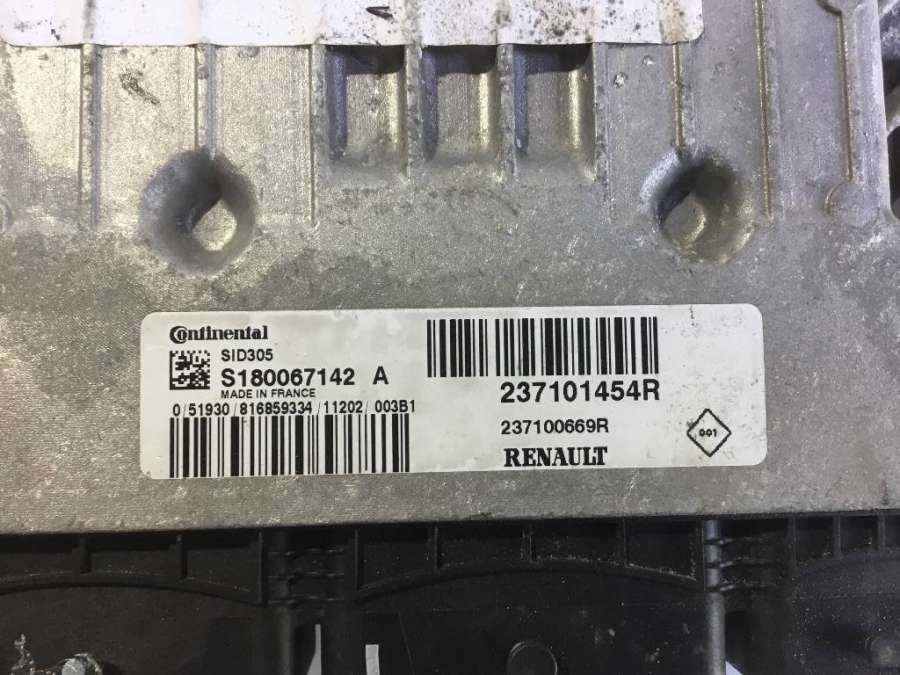 Continental
SID305
S180067142 A
MADE IN FRANCE
0/51930/816859334/11202/003B1
237101454R
237100669R
RENAULT
001